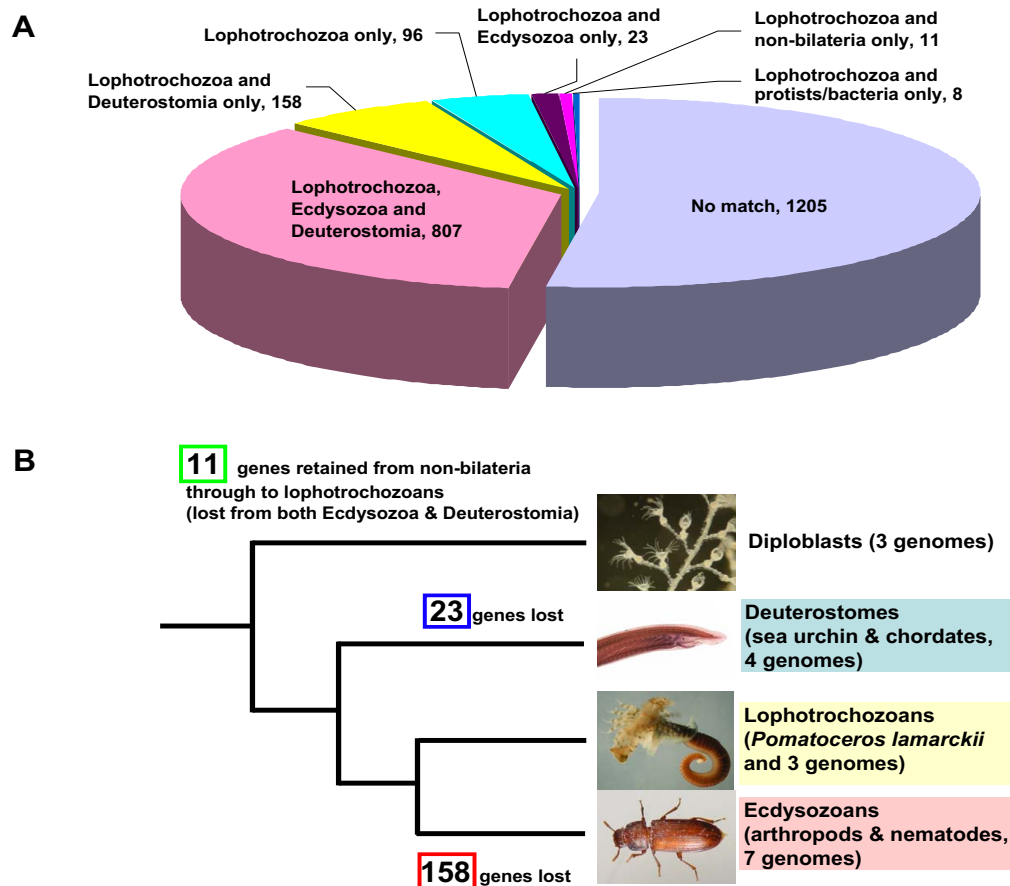 A
Lophotrochozoa only, 96
Lophotrochozoa and
Ecdysozoa only, 23
Lophotrochozoa and
non-bilateria only, 11
Lophotrochozoa and
Deuterostomia only, 158
Lophotrochozoa and
protists/bacteria only, 8
Lophotrochozoa,
Ecdysozoa and
Deuterostomia, 807
No match, 1205
B
11 genes retained from non-bilateria
through to lophotrochozoans
(lost from both Ecdysozoa & Deuterostomia)
Diploblasts (3 genomes)
23 genes lost
Deuterostomes
(sea urchin & chordates,
4 genomes)
Lophotrochozoans
(Pomatoceros lamarckii
and 3 genomes)
Ecdysozoans
(arthropods & nematodes,
7 genomes)
158 genes lost